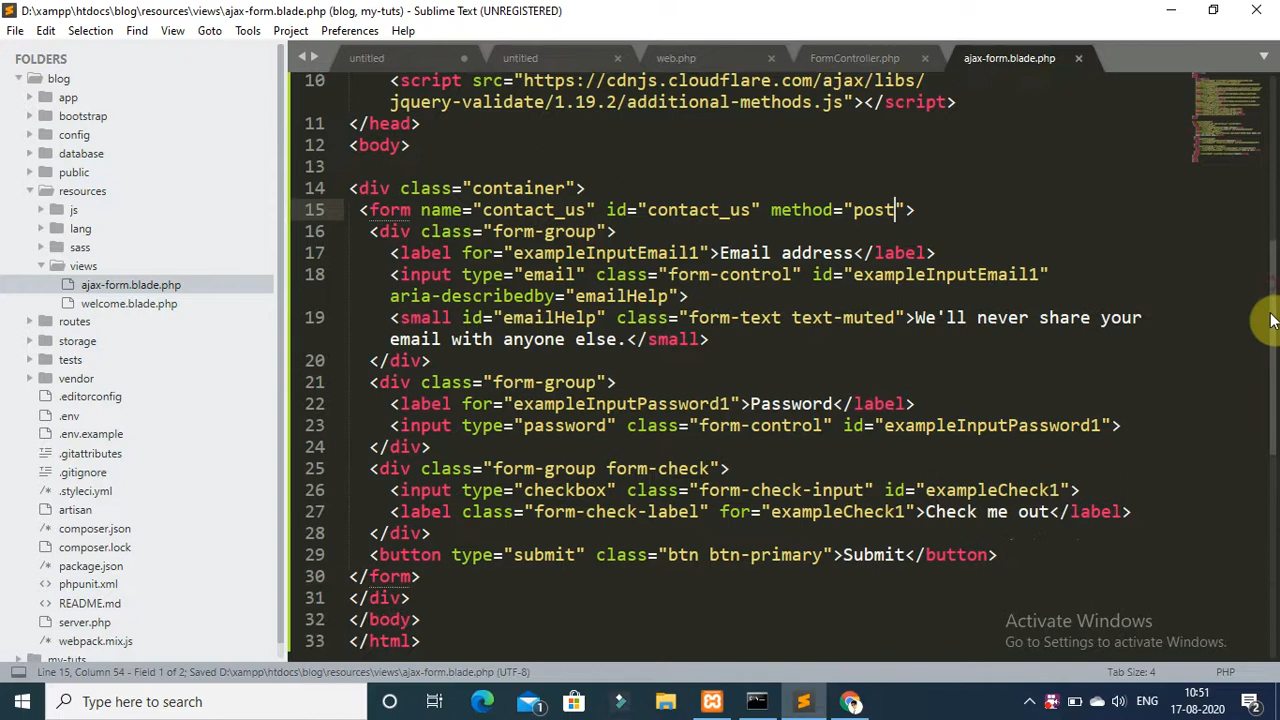 D:\xampp\htdocs\blog\resources\views\ajax-form.blade.php (blog, my-tuts) - Sublime Text (UNREGISTERED)
File Edit Selection Find View Goto Tools Project Preferences Help
FOLDERS
blog
app
bootstrap
config
database
public
resources
js
lang
sass
views
ajax-form.blade.php
welcome.blade.php
routes
storage
tests
vendor
.editorconfig
.env
.env.example
.gitattributes
.gitignore
.styleci.yml
artisan
composer.json
composer.lock
package.json
phpunit.xml
README.md
server.php
webpack.mix.js
my-tuts
untitled untitled web.php FormController.php ajax-form.blade.php
10 <script src="https://cdnjs.cloudflare.com/ajax/libs/
jquery-validate/1.19.2/additional-methods.js"></script>
11 </head>
12 <body>
13
14 <div class="container">
15 <form name="contact_us" id="contact_us" method="post">
16 <div class="form-group">
17 <label for="exampleInputEmail1">Email address</label>
18 <input type="email" class="form-control" id="exampleInputEmail1"
aria-describedby="emailHelp">
19 <small id="emailHelp" class="form-text text-muted">We'll never share your
email with anyone else.</small>
20 </div>
21 <div class="form-group">
22 <label for="exampleInputPassword1">Password</label>
23 <input type="password" class="form-control" id="exampleInputPassword1">
24 </div>
25 <div class="form-group form-check">
26 <input type="checkbox" class="form-check-input" id="exampleCheck1">
27 <label class="form-check-label" for="exampleCheck1">Check me out</label>
28 </div>
29 <button type="submit" class="btn btn-primary">Submit</button>
30 </form>
31 </div>
32 </body>
33 </html>
Activate Windows
Go to Settings to activate Windows.
Line 15, Column 54 - Field 1 of 2; Saved D:\xampp\htdocs\blog\resources\views\ajax-form.blade.php (UTF-8) Tab Size: 4 PHP
Type here to search
1
ENG
10:51
17-08-2020
2